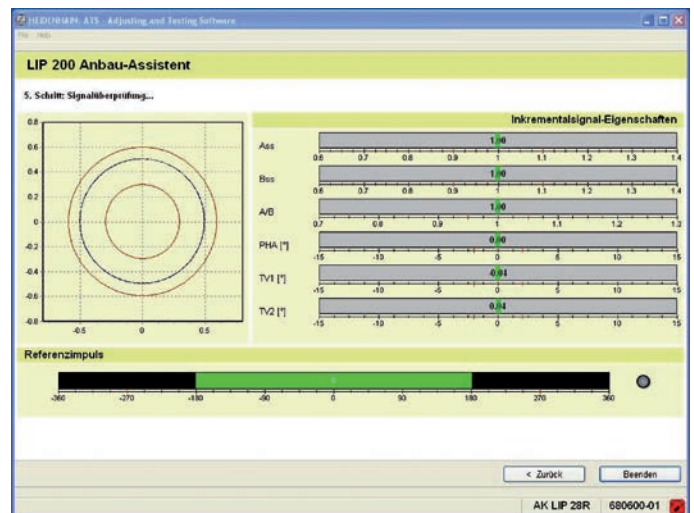 HEIDENHAIN: ATS - Adjusting and Testing Software
File Help
LIP 200 Anbau-Assistent
5. Schritt: Signalüberprüfung...
Inkrementalsignal-Eigenschaften
0.8
0.6
0.4
0.2
0
-0.2
-0.4
-0.6
-0.8
-0.5 0 0.5
Ass 1.00
0.6 0.7 0.8 0.9 1 1.1 1.2 1.3 1.4
Bss 1.00
0.6 0.7 0.8 0.9 1 1.1 1.2 1.3 1.4
A/B 1.00
0.7 0.8 0.9 1 1.1 1.2
PHA [°] 0.00
-15 -10 -5 0 5 10 15
TV1 [°] -0.04
-15 -10 -5 0 5 10 15
TV2 [°] 0.04
-15 -10 -5 0 5 10 15
Referenzimpuls
-360 -270 -180 -90 0 90 180 270 360
< Zurück Beenden
AK LIP 28R 680600-01